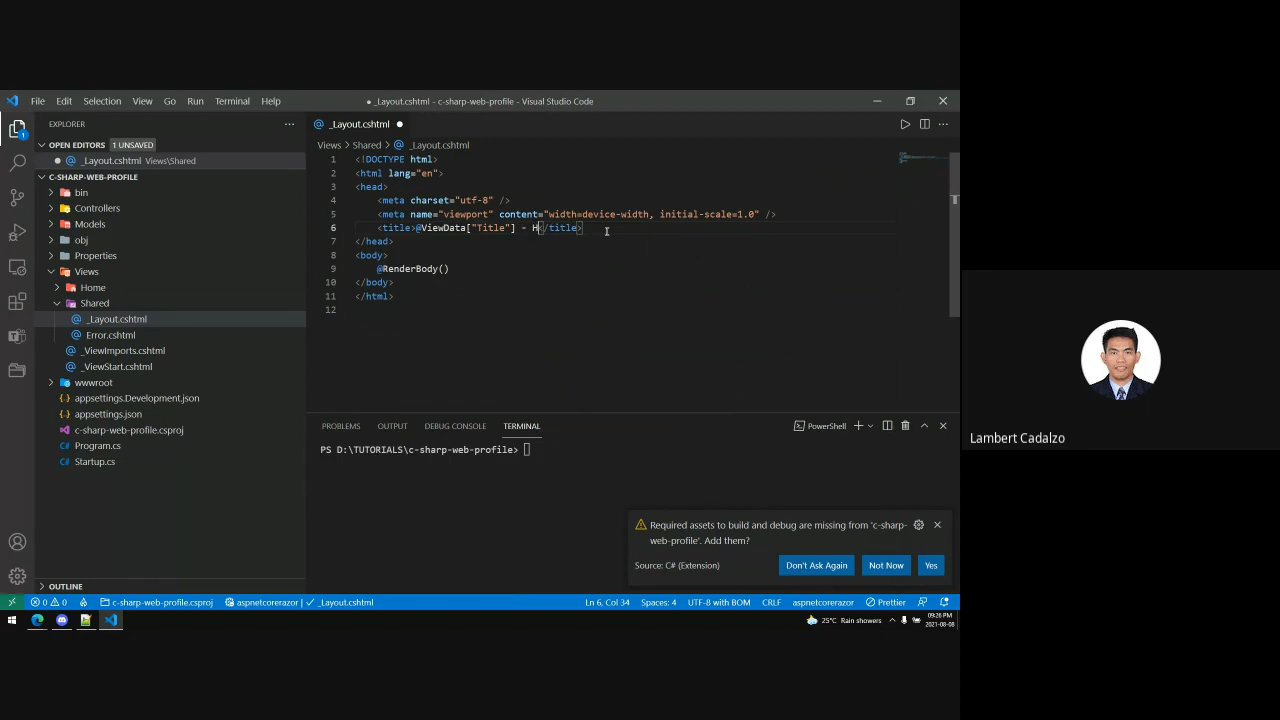 File Edit Selection View Go Run Terminal Help
● _Layout.cshtml - c-sharp-web-profile - Visual Studio Code
EXPLORER
OPEN EDITORS 1 UNSAVED
_Layout.cshtml Views\Shared
C-SHARP-WEB-PROFILE
bin
Controllers
Models
obj
Properties
Views
Home
Shared
_Layout.cshtml
Error.cshtml
_ViewImports.cshtml
_ViewStart.cshtml
wwwroot
appsettings.Development.json
appsettings.json
c-sharp-web-profile.csproj
Program.cs
Startup.cs
OUTLINE
_Layout.cshtml
Views > Shared > _Layout.cshtml
1 <!DOCTYPE html>
2 <html lang="en">
3 <head>
4 <meta charset="utf-8" />
5 <meta name="viewport" content="width=device-width, initial-scale=1.0" />
6 <title>@ViewData["Title"] - H</title>
7 </head>
8 <body>
9 @RenderBody()
10 </body>
11 </html>
12
PROBLEMS OUTPUT DEBUG CONSOLE TERMINAL
PowerShell
PS D:\TUTORIALS\c-sharp-web-profile>
Required assets to build and debug are missing from 'c-sharp-
web-profile'. Add them?
Source: C# (Extension)
Don't Ask Again Not Now Yes
0 0 c-sharp-web-profile.csproj aspnetcorerazor | _Layout.cshtml
Ln 6, Col 34 Spaces: 4 UTF-8 with BOM CRLF aspnetcorerazor Prettier
25°C Rain showers
09:26 PM
2021-08-08
Lambert Cadalzo